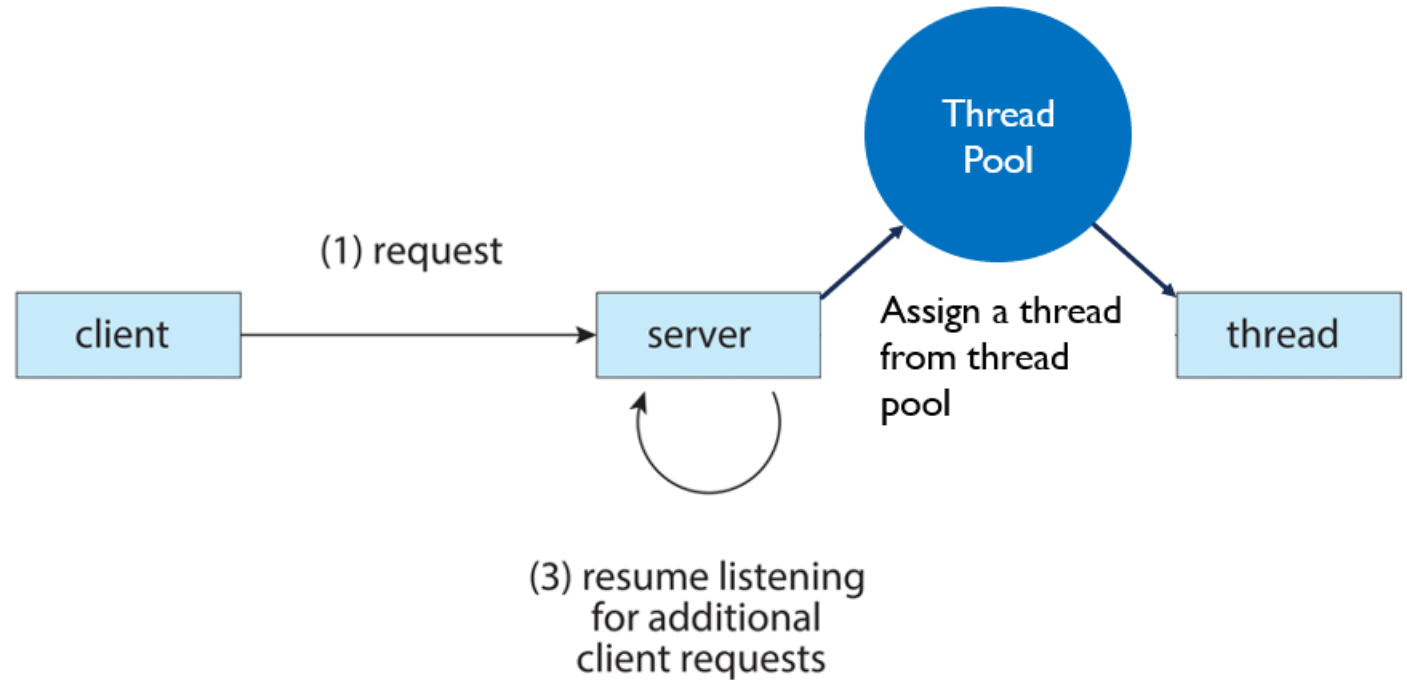 Thread
Pool
(1) request
client
server
Assign a thread
from thread
pool
thread
(3) resume listening
for additional
client requests